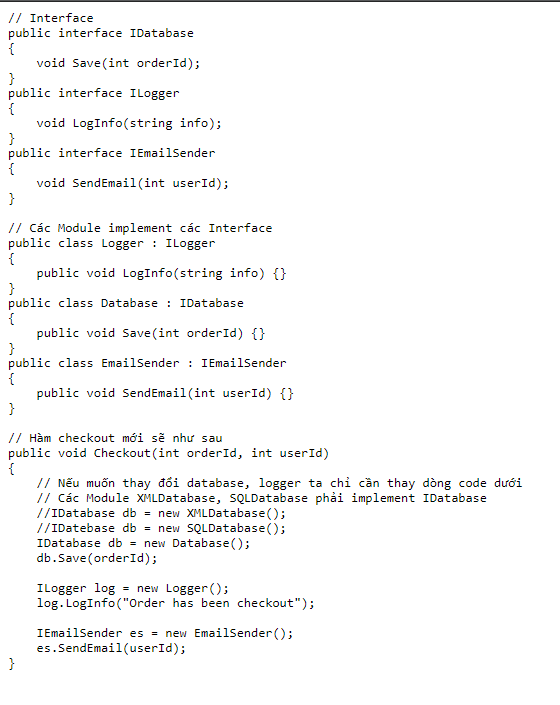 // Interface
public interface IDatabase
{
    void Save(int orderId);
}
public interface ILogger
{
    void LogInfo(string info);
}
public interface IEmailSender
{
    void SendEmail(int userId);
}

// Các Module implement các Interface
public class Logger : ILogger
{
    public void LogInfo(string info) {}
}
public class Database : IDatabase
{
    public void Save(int orderId) {}
}
public class EmailSender : IEmailSender
{
    public void SendEmail(int userId) {}
}

// Hàm checkout mới sẽ như sau
public void Checkout(int orderId, int userId)
{
    // Nếu muốn thay đổi database, logger ta chỉ cần thay dòng code dưới
    // Các Module XMLDatabase, SQLDatabase phải implement IDatabase
    //IDatabase db = new XMLDatabase();
    //IDatebase db = new SQLDatabase();
    IDatabase db = new Database();
    db.Save(orderId);

    ILogger log = new Logger();
    log.LogInfo("Order has been checkout");

    IEmailSender es = new EmailSender();
    es.SendEmail(userId);
}